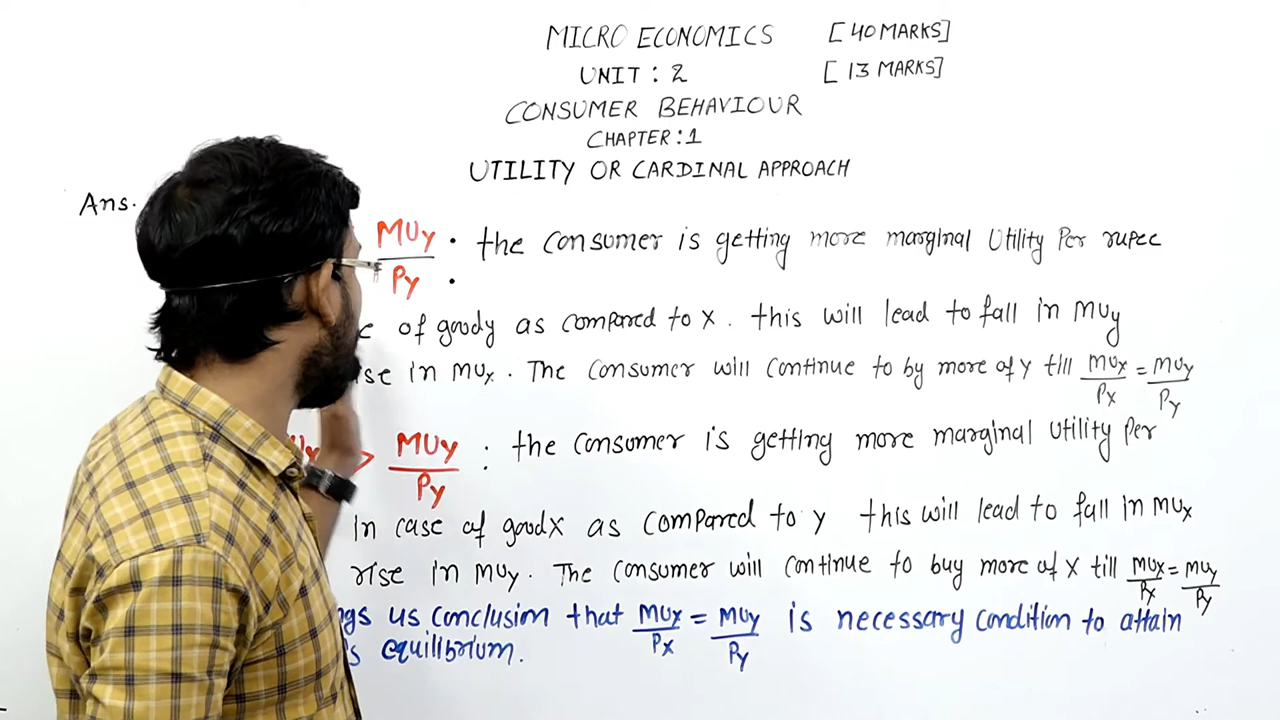 MICRO ECONOMICS [40 MARKS]
UNIT : 2 [13 MARKS]
CONSUMER BEHAVIOUR
CHAPTER : 1
UTILITY OR CARDINAL APPROACH
Ans.
MUy/Py : the consumer is getting more marginal Utility Per rupee
of goody as compared to X. this will lead to fall in MUy
in MUx. The consumer will continue to by more of Y till MUx/Px = MUy/Py
> MUy/Py : the consumer is getting more marginal Utility Per
In case of goodx as compared to y this will lead to fall in MUx
rise in MUy. The consumer will continue to buy more of X till MUx/Px = MUy/Py
us conclusion that MUx/Px = MUy/Py is necessary condition to attain
equilibrium.